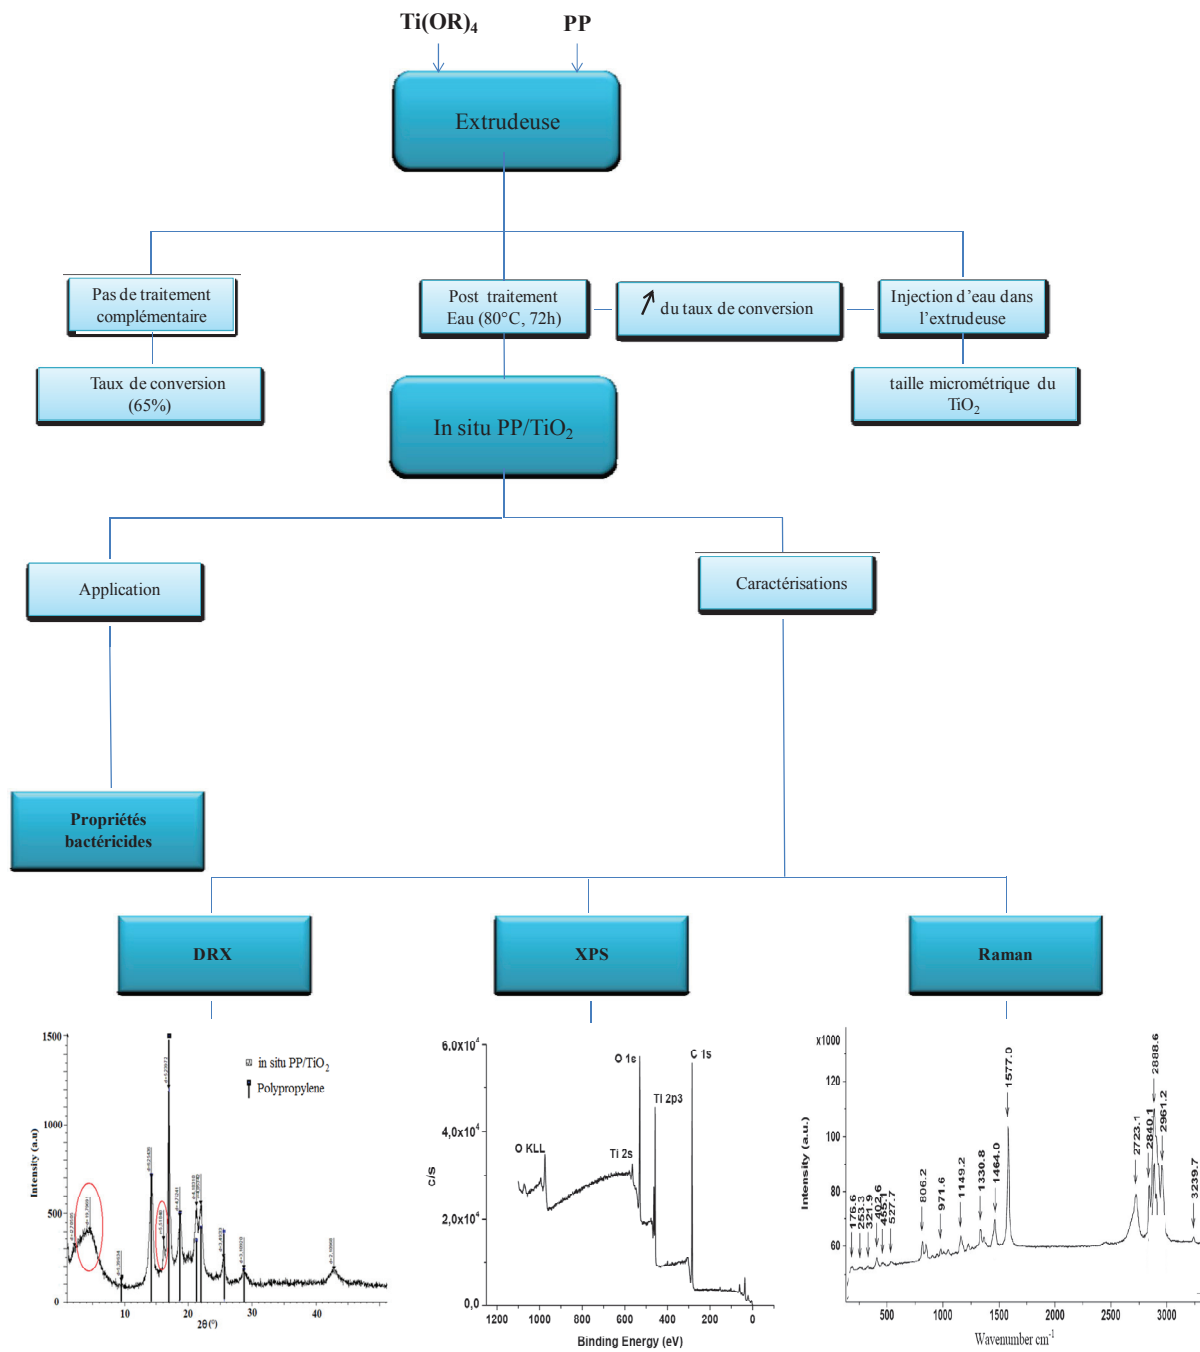 Ti(OR)4 PP
Extrudeuse
Pas de traitement
complémentaire
Post traitement
Eau (80°C, 72h)
du taux de conversion
Injection d'eau dans
l'extrudeuse
Taux de conversion
(65%)
In situ PP/TiO2
taille micrométrique du
TiO2
Application
Caractérisations
Propriétés
bactéricides
DRX
XPS
Raman
Intensity (a.u)
1500
1000
500
0
10 20 30 40
2θ (°)
in situ PP/TiO2
Polypropylene
C/S
6,0x10⁴
4,0x10⁴
2,0x10⁴
0,0
O KLL
Ti 2s
O 1s
TI 2p3
C 1s
1200 1000 800 600 400 200 0
Binding Energy (eV)
Intensity (a.u.)
x1000
120
100
80
60
176.6
253.3
321.9
402.6
455.1
527.7
806.2
971.6
1149.2
1330.8
1464.0
1577.0
2723.1
2840.1
2888.6
2961.2
3239.7
500 1000 1500 2000 2500 3000
Wavenumber cm⁻¹